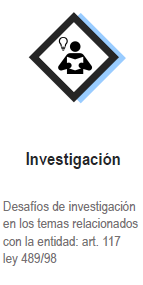 Investigación
Desafíos de investigación
en los temas relacionados
con la entidad: art. 117
ley 489/98